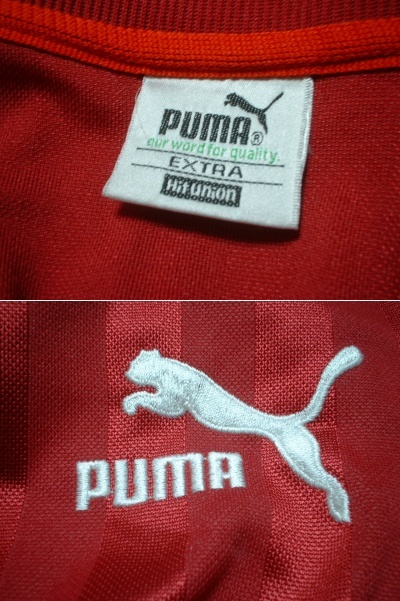 PUMA®
our word for quality.
EXTRA
Hit Union
PUMA